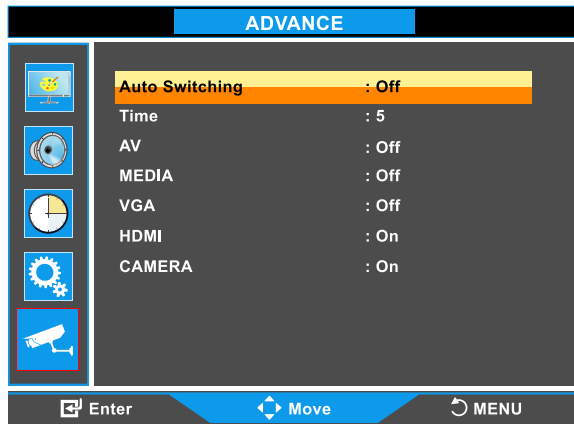 ADVANCE
Auto Switching : Off
Time : 5
AV : Off
MEDIA : Off
VGA : Off
HDMI : On
CAMERA : On
Enter Move MENU